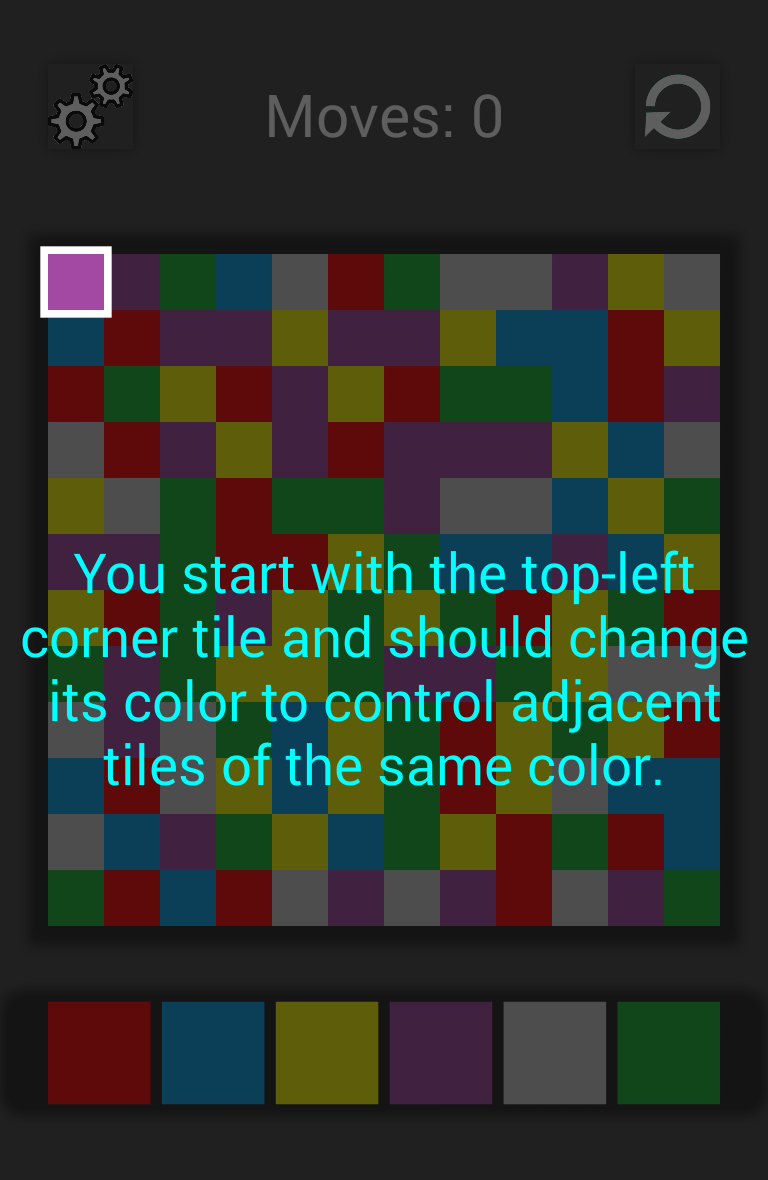 Moves: 0
You start with the top-left
corner tile and should change
its color to control adjacent
tiles of the same color.